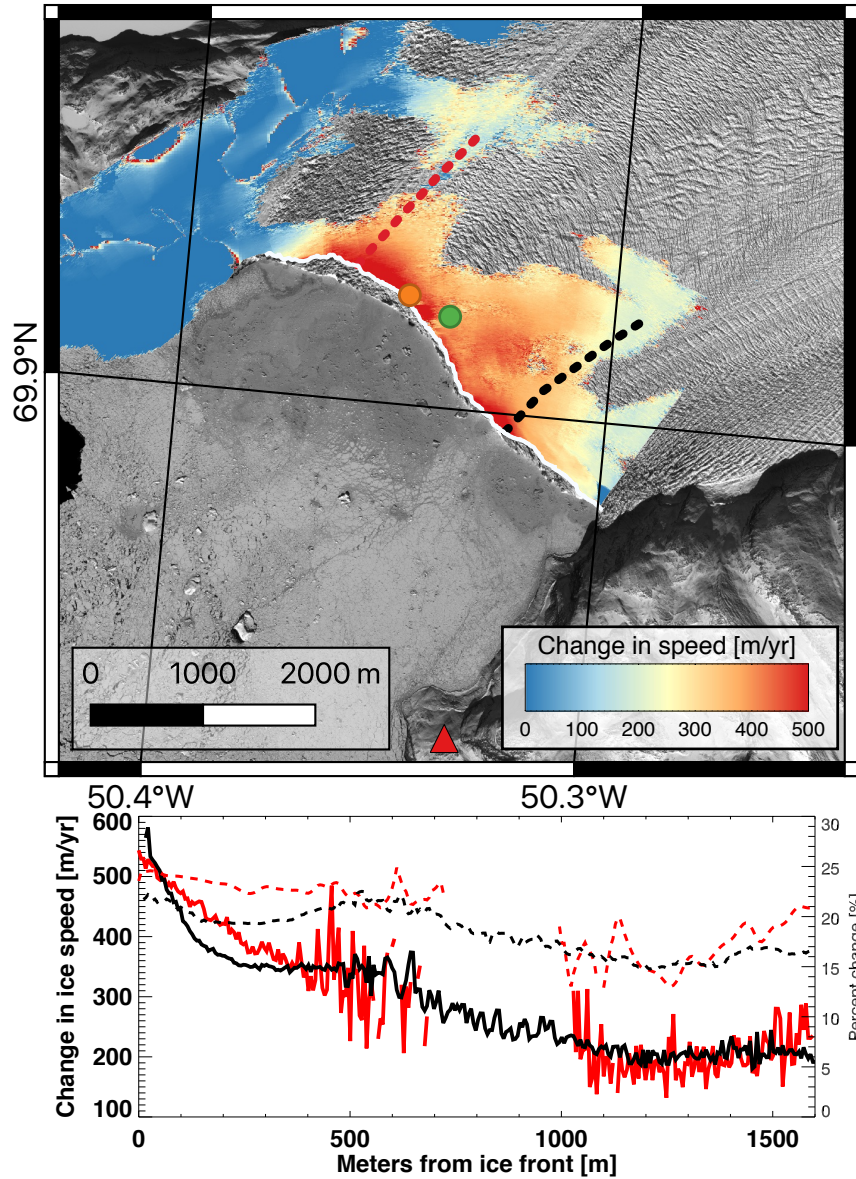 69.9°N
0 1000 2000 m
Change in speed [m/yr]
0 100 200 300 400 500
50.4°W 50.3°W
600
500
400
300
200
100
Change in ice speed [m/yr]
30
25
20
15
10
5
0
Percent change [%]
0 500 1000 1500
Meters from ice front [m]